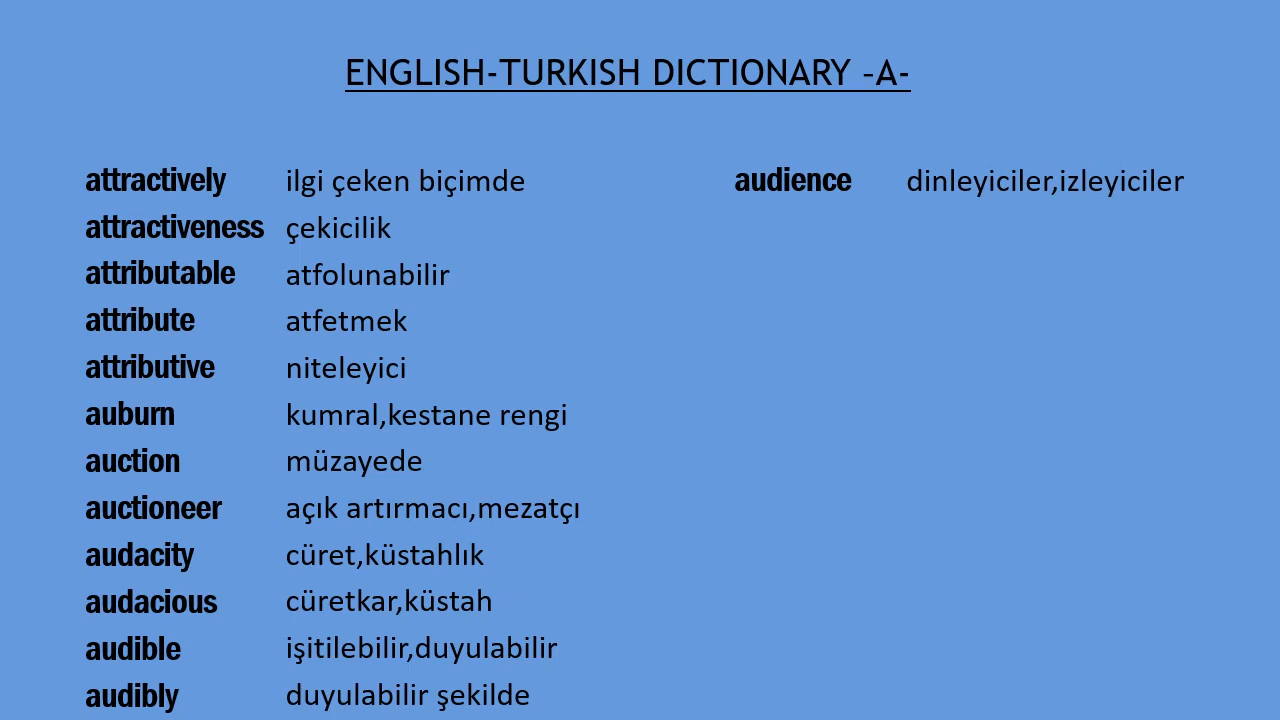 ENGLISH-TURKISH DICTIONARY –A-
attractively ilgi çeken biçimde
attractiveness çekicilik
attributable atfolunabilir
attribute atfetmek
attributive niteleyici
auburn kumral,kestane rengi
auction müzayede
auctioneer açık artırmacı,mezatçı
audacity cüret,küstahlık
audacious cüretkar,küstah
audible işitilebilir,duyulabilir
audibly duyulabilir şekilde
audience dinleyiciler,izleyiciler